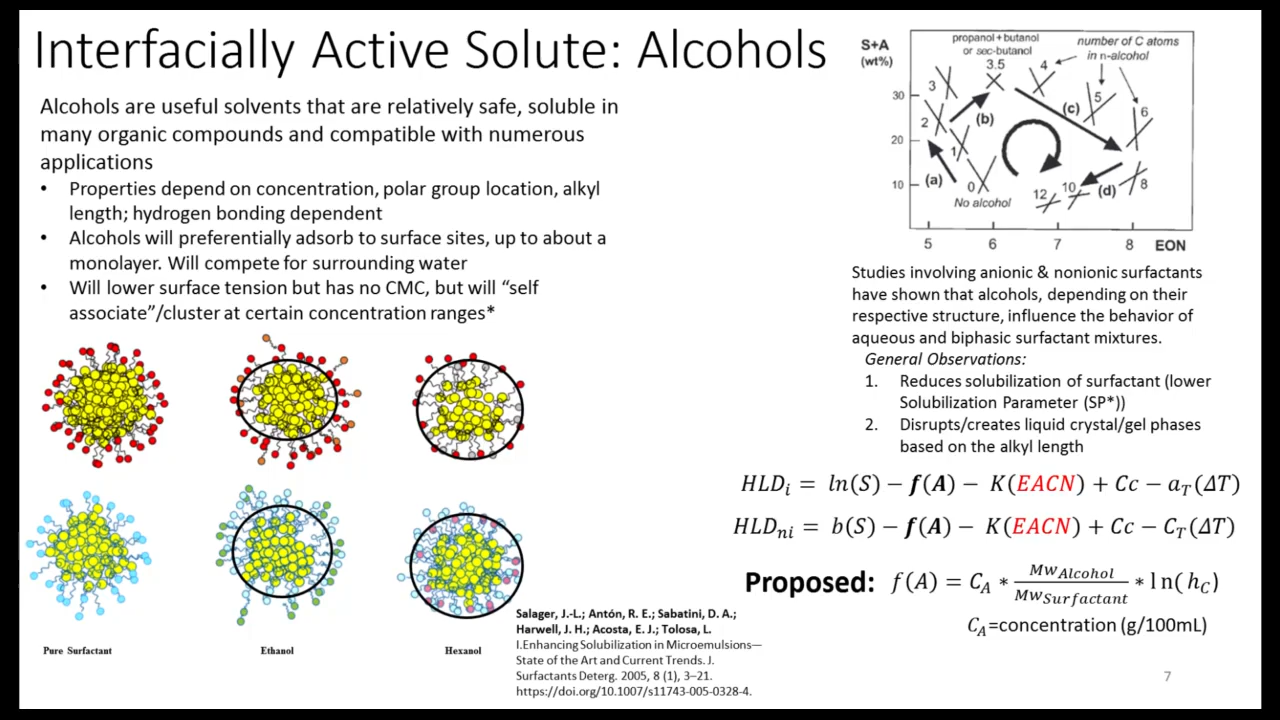 Interfacially Active Solute: Alcohols
Alcohols are useful solvents that are relatively safe, soluble in
many organic compounds and compatible with numerous
applications
• Properties depend on concentration, polar group location, alkyl
length; hydrogen bonding dependent
• Alcohols will preferentially adsorb to surface sites, up to about a
monolayer. Will compete for surrounding water
• Will lower surface tension but has no CMC, but will “self
associate”/cluster at certain concentration ranges*
Pure Surfactant
Ethanol
Hexanol
S+A
(wt%)
propanol+butanol
or sec-butanol
number of C atoms
in n-alcohol
3.5
4
3
5
30
2
(b)
(c)
6
20
1
10
(a)
0
No alcohol
12
10
(d)
8
5 6 7 8 EON
Studies involving anionic & nonionic surfactants
have shown that alcohols, depending on their
respective structure, influence the behavior of
aqueous and biphasic surfactant mixtures.
General Observations:
1. Reduces solubilization of surfactant (lower
Solubilization Parameter (SP*))
2. Disrupts/creates liquid crystal/gel phases
based on the alkyl length
HLD_i = ln(S) − f(A) − K(EACN) + Cc − a_T(ΔT)
HLD_ni = b(S) − f(A) − K(EACN) + Cc − C_T(ΔT)
Proposed: f(A) = C_A * Mw_Alcohol / Mw_Surfactant * ln( h_C)
C_A=concentration (g/100mL)
Salager, J.-L.; Antón, R. E.; Sabatini, D. A.;
Harwell, J. H.; Acosta, E. J.; Tolosa, L.
I.Enhancing Solubilization in Microemulsions—
State of the Art and Current Trends. J.
Surfactants Deterg. 2005, 8 (1), 3–21.
https://doi.org/10.1007/s11743-005-0328-4.
7